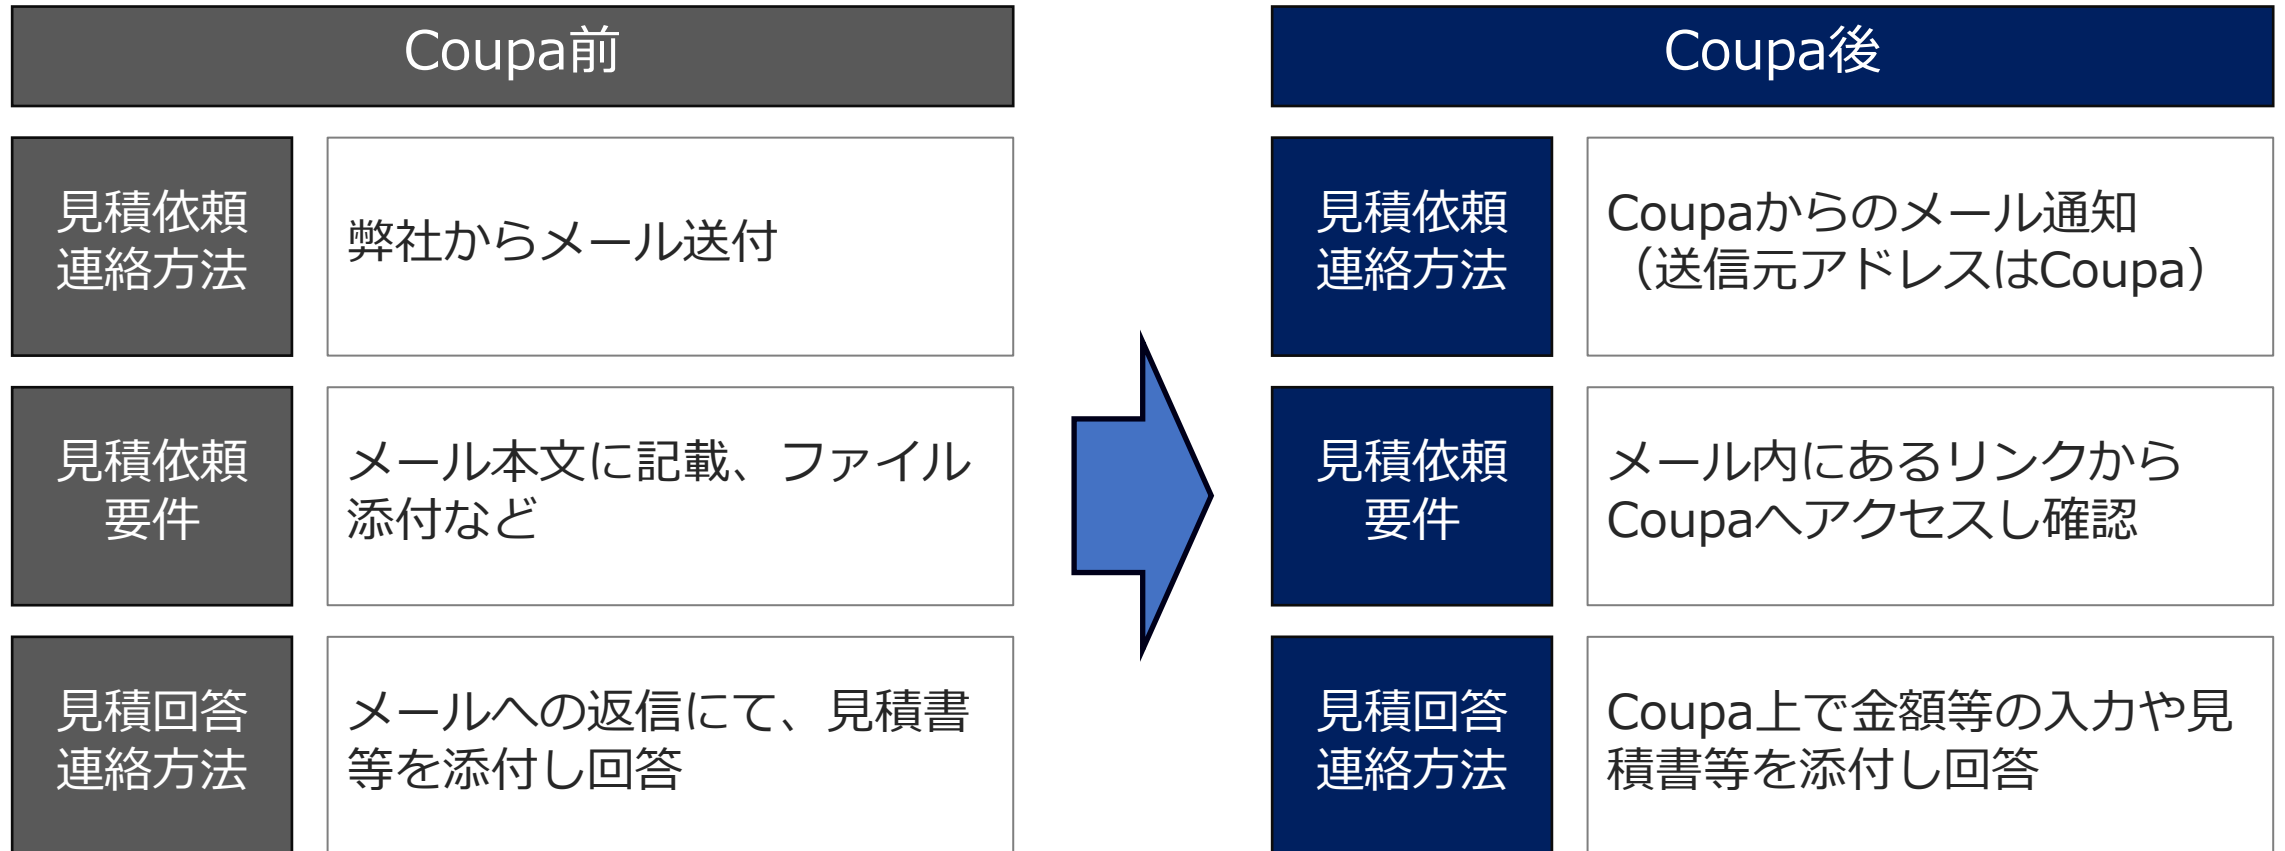 Coupa前
見積依頼
連絡方法
弊社からメール送付
見積依頼
要件
メール本文に記載、ファイル
添付など
見積回答
連絡方法
メールへの返信にて、見積書
等を添付し回答
Coupa後
見積依頼
連絡方法
Coupaからのメール通知
（送信元アドレスはCoupa）
見積依頼
要件
メール内にあるリンクから
Coupaへアクセスし確認
見積回答
連絡方法
Coupa上で金額等の入力や見
積書等を添付し回答